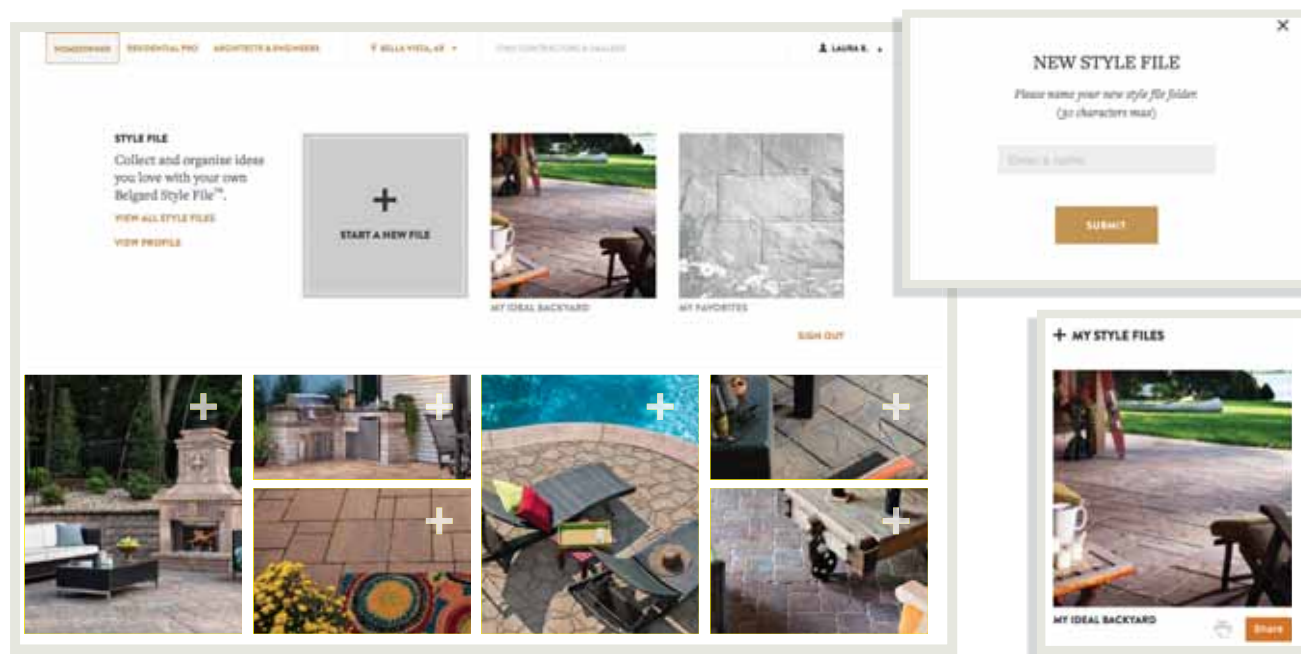 HOMEOWNER
RESIDENTIAL PRO
ARCHITECTS & ENGINEERS
BELLA VISTA, AR
FIND CONTRACTORS & DEALERS
LAURA R.
STYLE FILE
Collect and organise ideas
you love with your own
Belgard Style File™.
VIEW ALL STYLE FILES
VIEW PROFILE
START A NEW FILE
MY IDEAL BACKYARD
MY FAVORITES
SIGN OUT
NEW STYLE FILE
Please name your new style file folder.
(30 characters max)
Enter a name
SUBMIT
+ MY STYLE FILES
MY IDEAL BACKYARD
Share